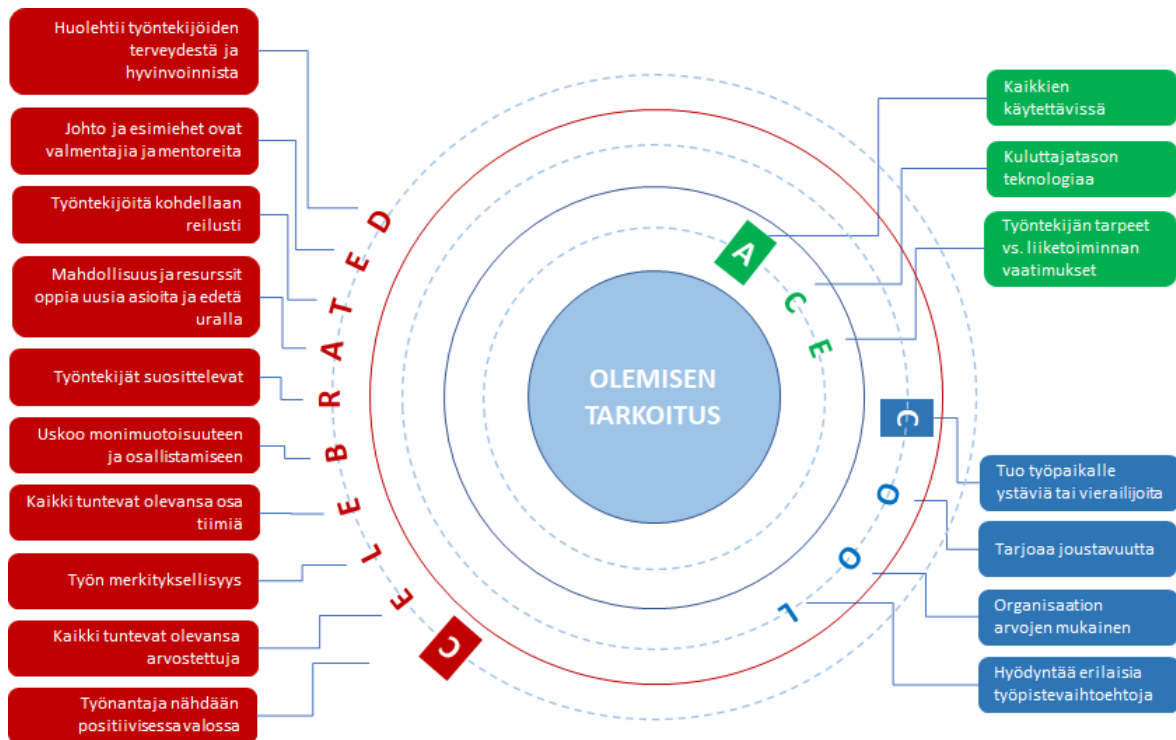 Huolehtii työntekijöiden
terveydestä ja
hyvinvoinnista
Johto ja esimiehet ovat
valmentajia ja mentoreita
Työntekijöitä kohdellaan
reilusti
Mahdollisuus ja resurssit
oppia uusia asioita ja edetä
uralla
Työntekijät suosittelevat
Uskoo monimuotoisuuteen
ja osallistamiseen
Kaikki tuntevat olevansa osa
tiimiä
Työn merkityksellisyys
Kaikki tuntevat olevansa
arvostettuja
Työnantaja nähdään
positiivisessa valossa
CELEBRATED
OLEMISEN
TARKOITUS
ACE
COOL
Kaikkien
käytettävissä
Kuluttajatason
teknologiaa
Työntekijän tarpeet
vs. liiketoiminnan
vaatimukset
Tuo työpaikalle
ystäviä tai vierailijoita
Tarjoaa joustavuutta
Organisaation
arvojen mukainen
Hyödyntää erilaisia
työpistevaihtoehtoja